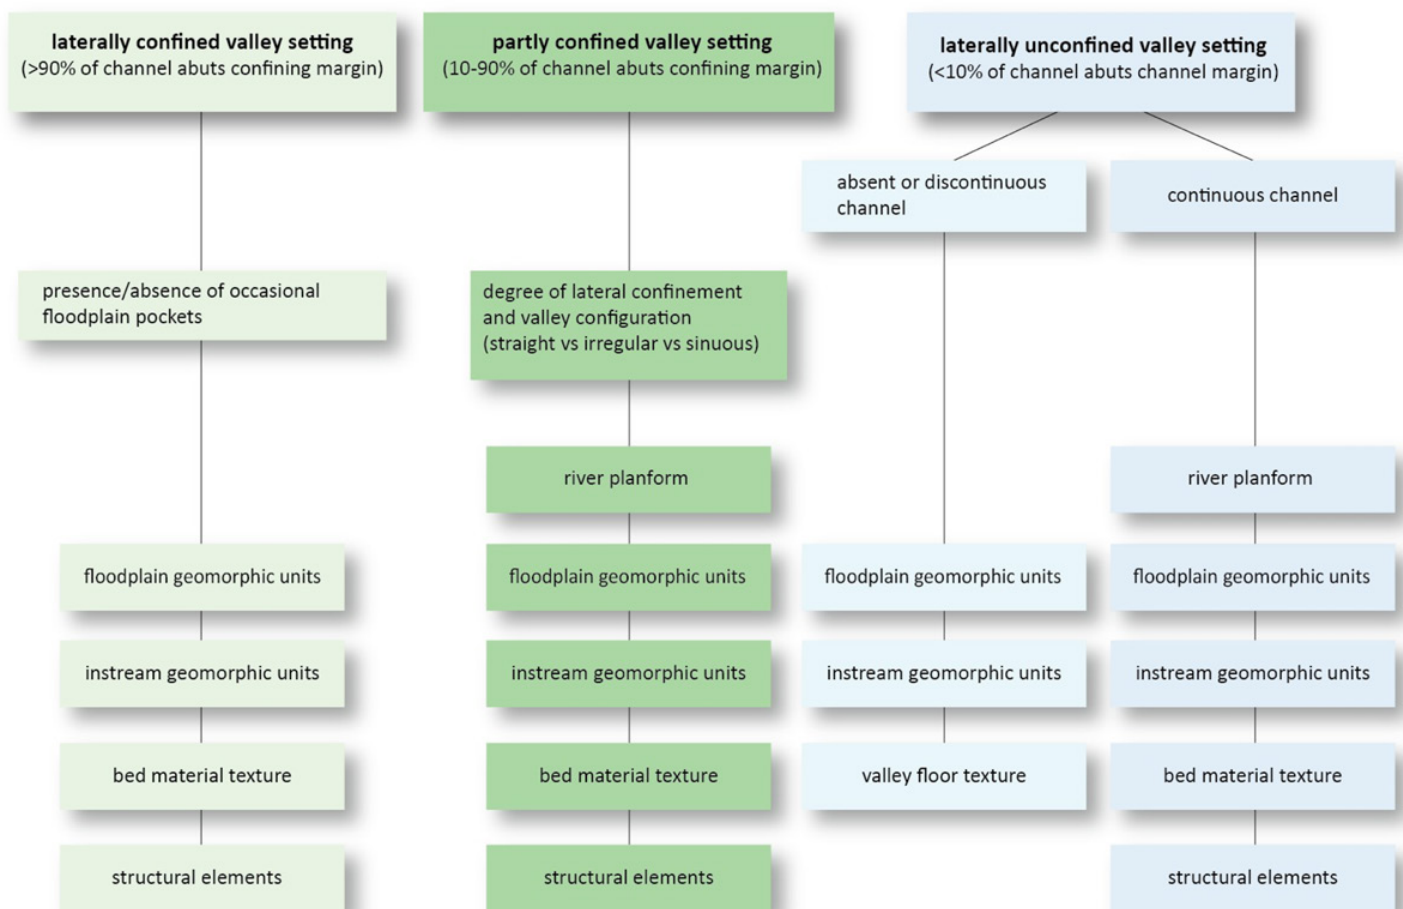 laterally confined valley setting
(>90% of channel abuts confining margin)
partly confined valley setting
(10-90% of channel abuts confining margin)
laterally unconfined valley setting
(<10% of channel abuts channel margin)
absent or discontinuous
channel
continuous channel
presence/absence of occasional
floodplain pockets
degree of lateral confinement
and valley configuration
(straight vs irregular vs sinuous)
river planform
river planform
floodplain geomorphic units
floodplain geomorphic units
floodplain geomorphic units
floodplain geomorphic units
instream geomorphic units
instream geomorphic units
instream geomorphic units
instream geomorphic units
bed material texture
bed material texture
valley floor texture
bed material texture
structural elements
structural elements
structural elements